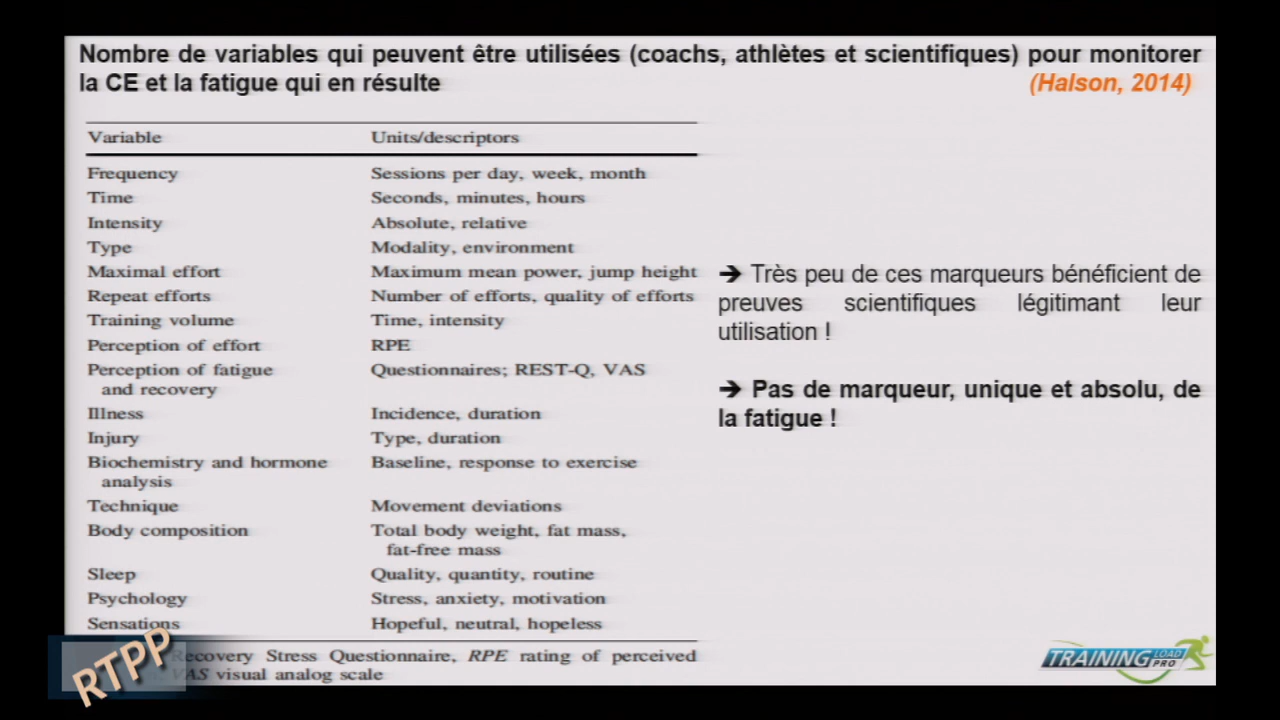 Nombre de variables qui peuvent être utilisées (coachs, athlètes et scientifiques) pour monitorer
la CE et la fatigue qui en résulte
(Halson, 2014)
Variable Units/descriptors
Frequency Sessions per day, week, month
Time Seconds, minutes, hours
Intensity Absolute, relative
Type Modality, environment
Maximal effort Maximum mean power, jump height
Repeat efforts Number of efforts, quality of efforts
Training volume Time, intensity
Perception of effort RPE
Perception of fatigue Questionnaires; REST-Q, VAS
and recovery
Illness Incidence, duration
Injury Type, duration
Biochemistry and hormone Baseline, response to exercise
analysis
Technique Movement deviations
Body composition Total body weight, fat mass,
fat-free mass
Sleep Quality, quantity, routine
Psychology Stress, anxiety, motivation
Sensations Hopeful, neutral, hopeless
Recovery Stress Questionnaire, RPE rating of perceived
VAS visual analog scale
➔ Très peu de ces marqueurs bénéficient de
preuves scientifiques légitimant leur
utilisation !
➔ Pas de marqueur, unique et absolu, de
la fatigue !
RTPP
TRAINING LOAD PRO